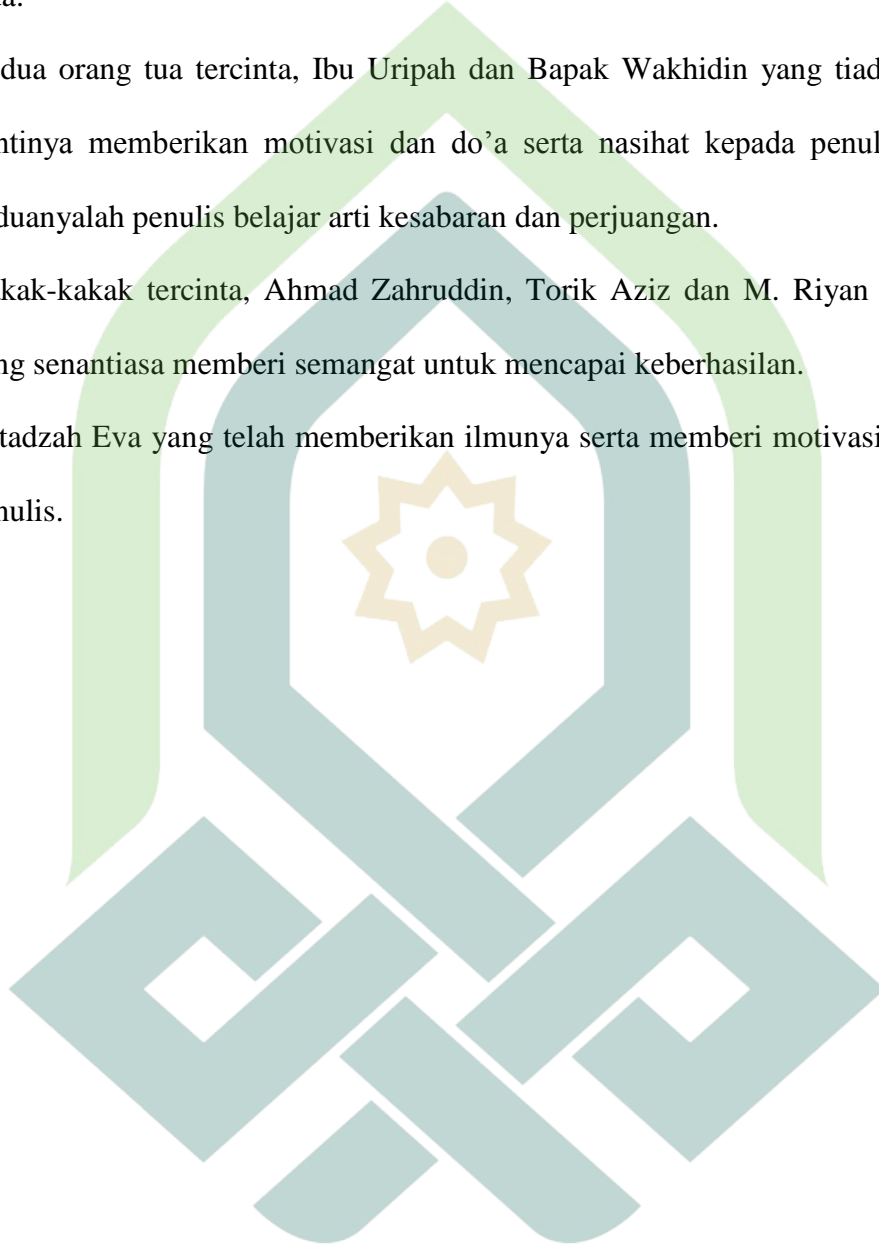 a.
dua orang tua tercinta, Ibu Uripah dan Bapak Wakhidin yang tiad
ntinya memberikan motivasi dan do’a serta nasihat kepada penul
duanyalah penulis belajar arti kesabaran dan perjuangan.
kak-kakak tercinta, Ahmad Zahruddin, Torik Aziz dan M. Riyan
ng senantiasa memberi semangat untuk mencapai keberhasilan.
tadzah Eva yang telah memberikan ilmunya serta memberi motivasi
nulis.